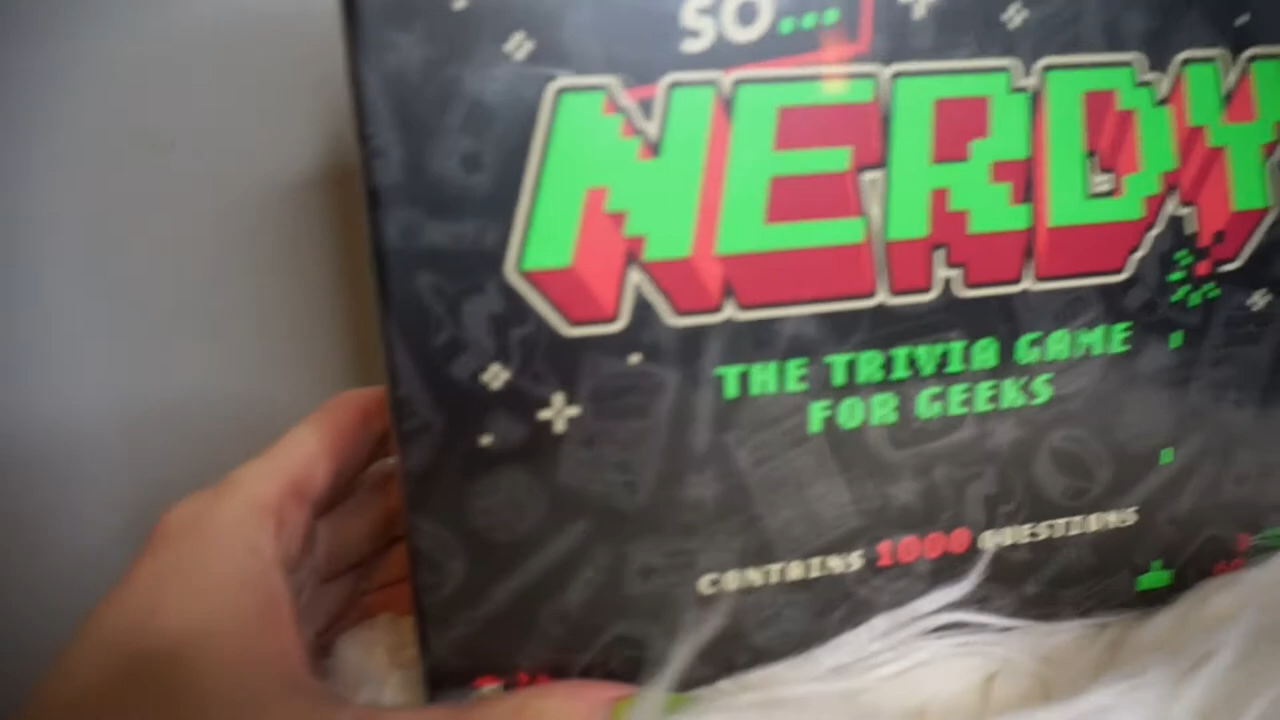 SO...
NERDY
THE TRIVIA GAME
FOR GEEKS
CONTAINS 1000 QUESTIONS